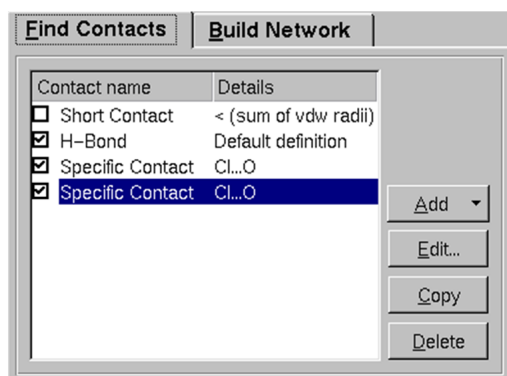 Find Contacts Build Network
Contact name Details
Short Contact < (sum of vdw radii)
H-Bond Default definition
Specific Contact Cl...O
Specific Contact Cl...O
Add
Edit...
Copy
Delete